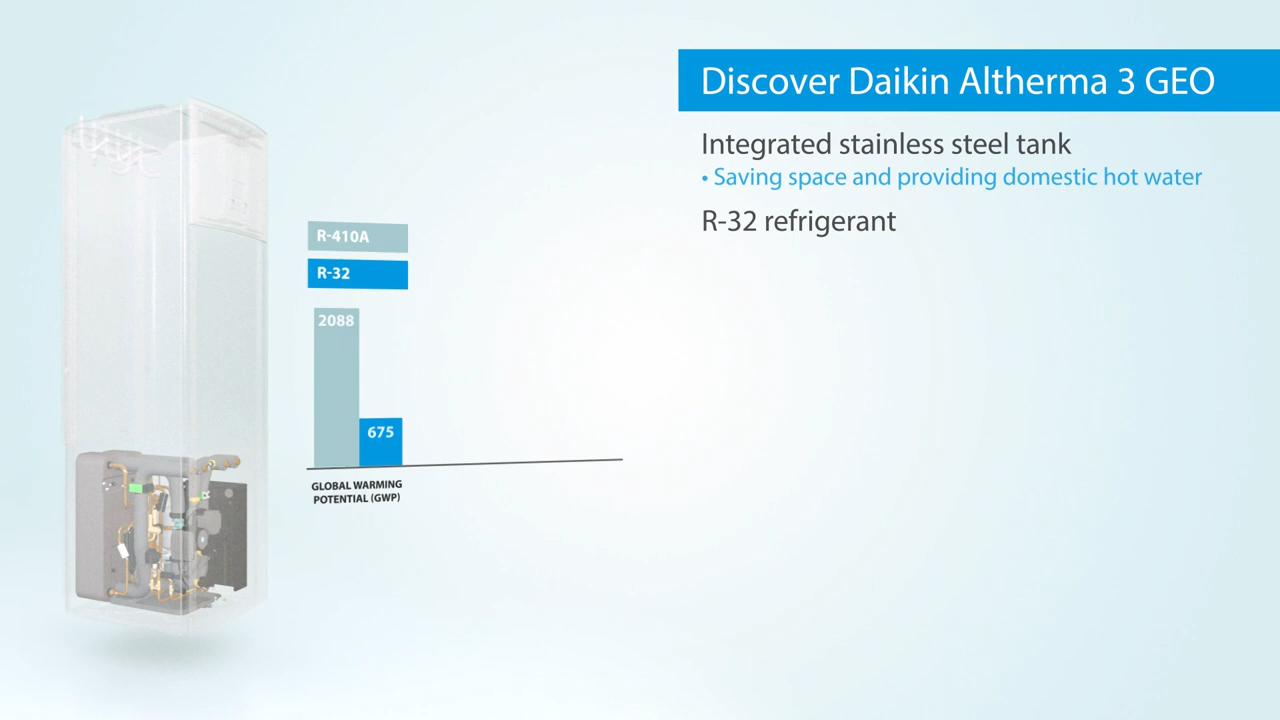 Discover Daikin Altherma 3 GEO
Integrated stainless steel tank
• Saving space and providing domestic hot water
R-32 refrigerant
R-410A
R-32
2088
675
GLOBAL WARMING
POTENTIAL (GWP)